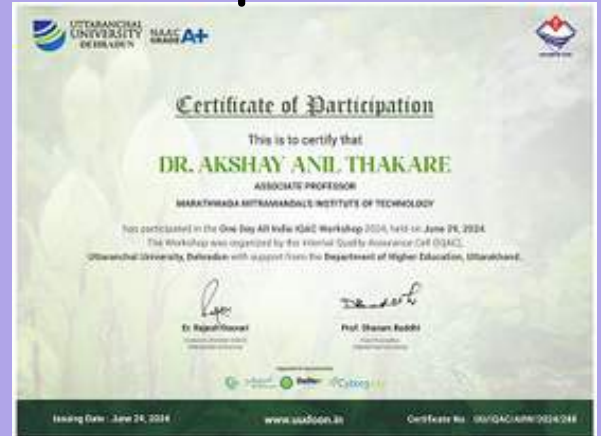 UTTARANCHAL
UNIVERSITY
DEHRADUN
NAAC
GRADE A+
Certificate of Participation
This is to certify that
DR. AKSHAY ANIL THAKARE
ASSOCIATE PROFESSOR
MARATHWADA MITRAMANDAL'S INSTITUTE OF TECHNOLOGY
has participated in the One Day All India IQAC Workshop 2024, held on June 29, 2024.
The Workshop was organized by the Internal Quality Assurance Cell (IQAC),
Uttaranchal University, Dehradun with support from the Department of Higher Education, Uttarakhand.
Prof. Dharam Buddhi
Issuing Date : June 29, 2024
www.uudoon.in
Certificate No.